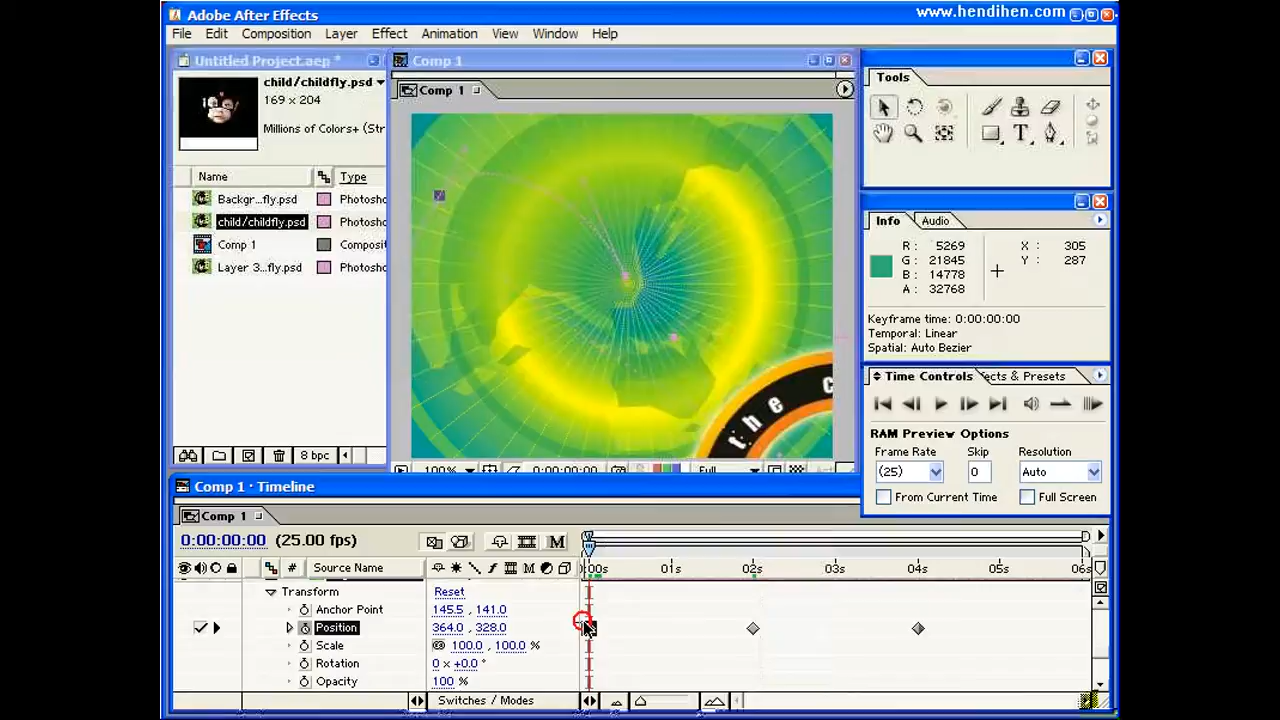 Adobe After Effects
www.hendihen.com
File Edit Composition Layer Effect Animation View Window Help
Untitled Project.aep *
child/childfly.psd
169 x 204
Millions of Colors+ (Str
Name Type
Backgr...fly.psd Photosho
child/childfly.psd Photosho
Comp 1 Composit
Layer 3...fly.psd Photosho
8 bpc
Comp 1
Comp 1
the c
100% 0:00:00:00 Full
Tools
Info Audio
R : 5269 X : 305
G : 21845 Y : 287
B : 14778
A : 32768
Keyframe time: 0:00:00:00
Temporal: Linear
Spatial: Auto Bezier
Time Controls fects & Presets
RAM Preview Options
Frame Rate Skip Resolution
(25) 0 Auto
From Current Time Full Screen
Comp 1 · Timeline
Comp 1
0:00:00:00 (25.00 fps) M
# Source Name :00s 01s 02s 03s 04s 05s 06s
Transform Reset
Anchor Point 145.5 , 141.0
Position 364.0 , 328.0
Scale 100.0 , 100.0 %
Rotation 0 x +0.0 °
Opacity 100 %
Switches / Modes